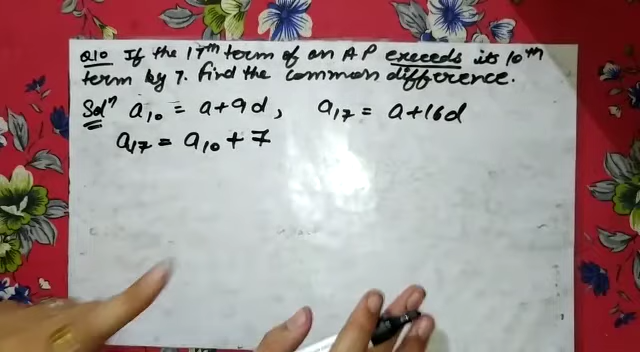 Q10 If the 17th term of an A P exceeds its 10th
term by 7. Find the common difference.
Solⁿ a₁₀ = a+9d, a₁₇ = a+16d
a₁₇ = a₁₀ + 7